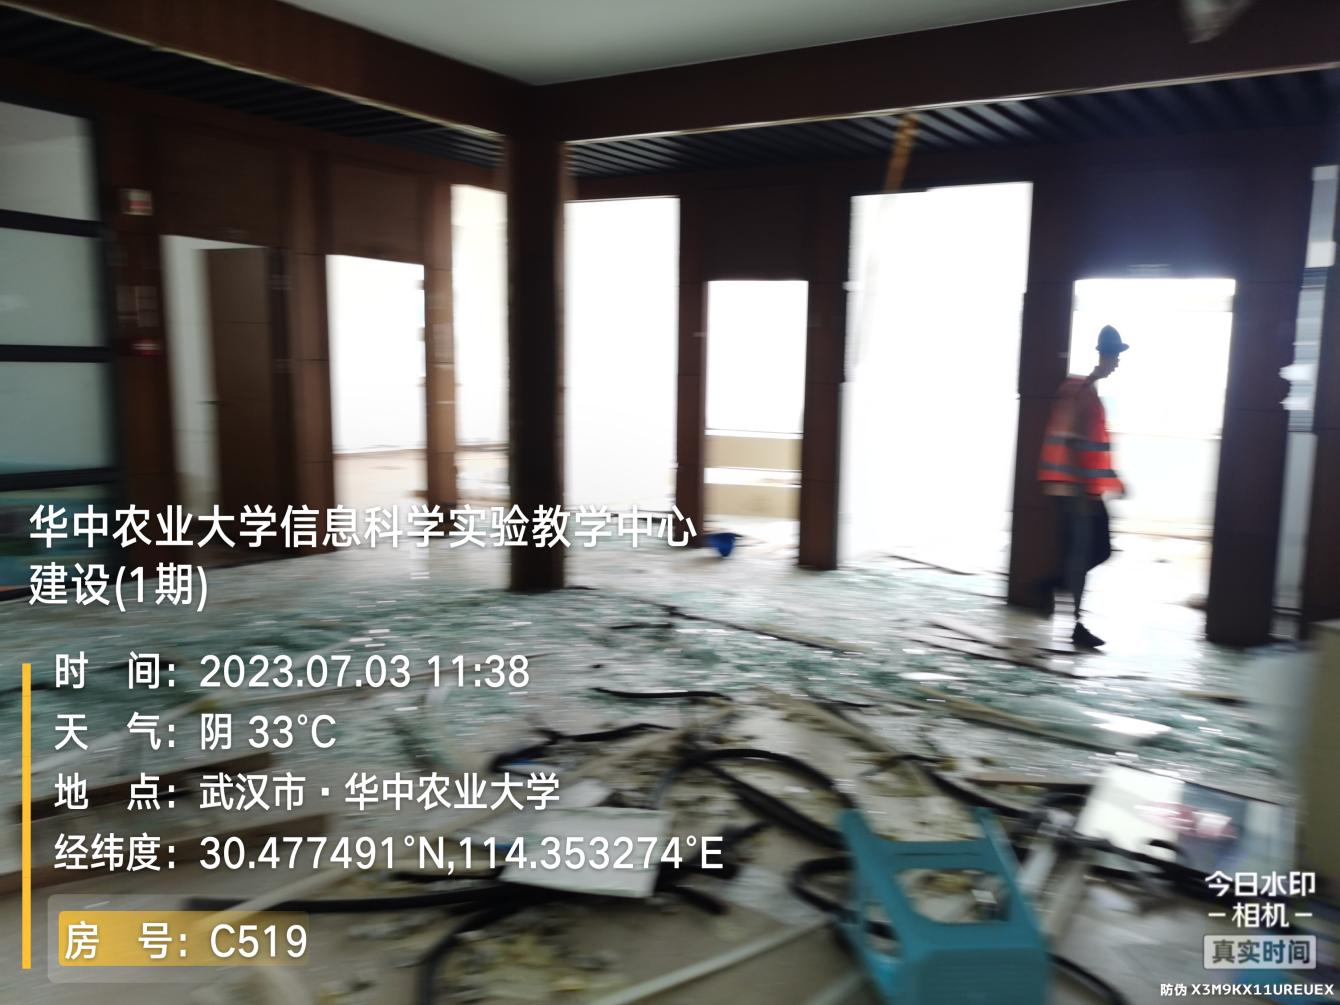 华中农业大学信息科学实验教学中心
建设(1期)
时 间：2023.07.03 11:38
天 气：阴 33°C
地 点：武汉市·华中农业大学
经纬度：30.477491°N,114.353274°E
房 号：C519
今日水印
-相机-
真实时间
防伪 X3M9KX11UREUEX